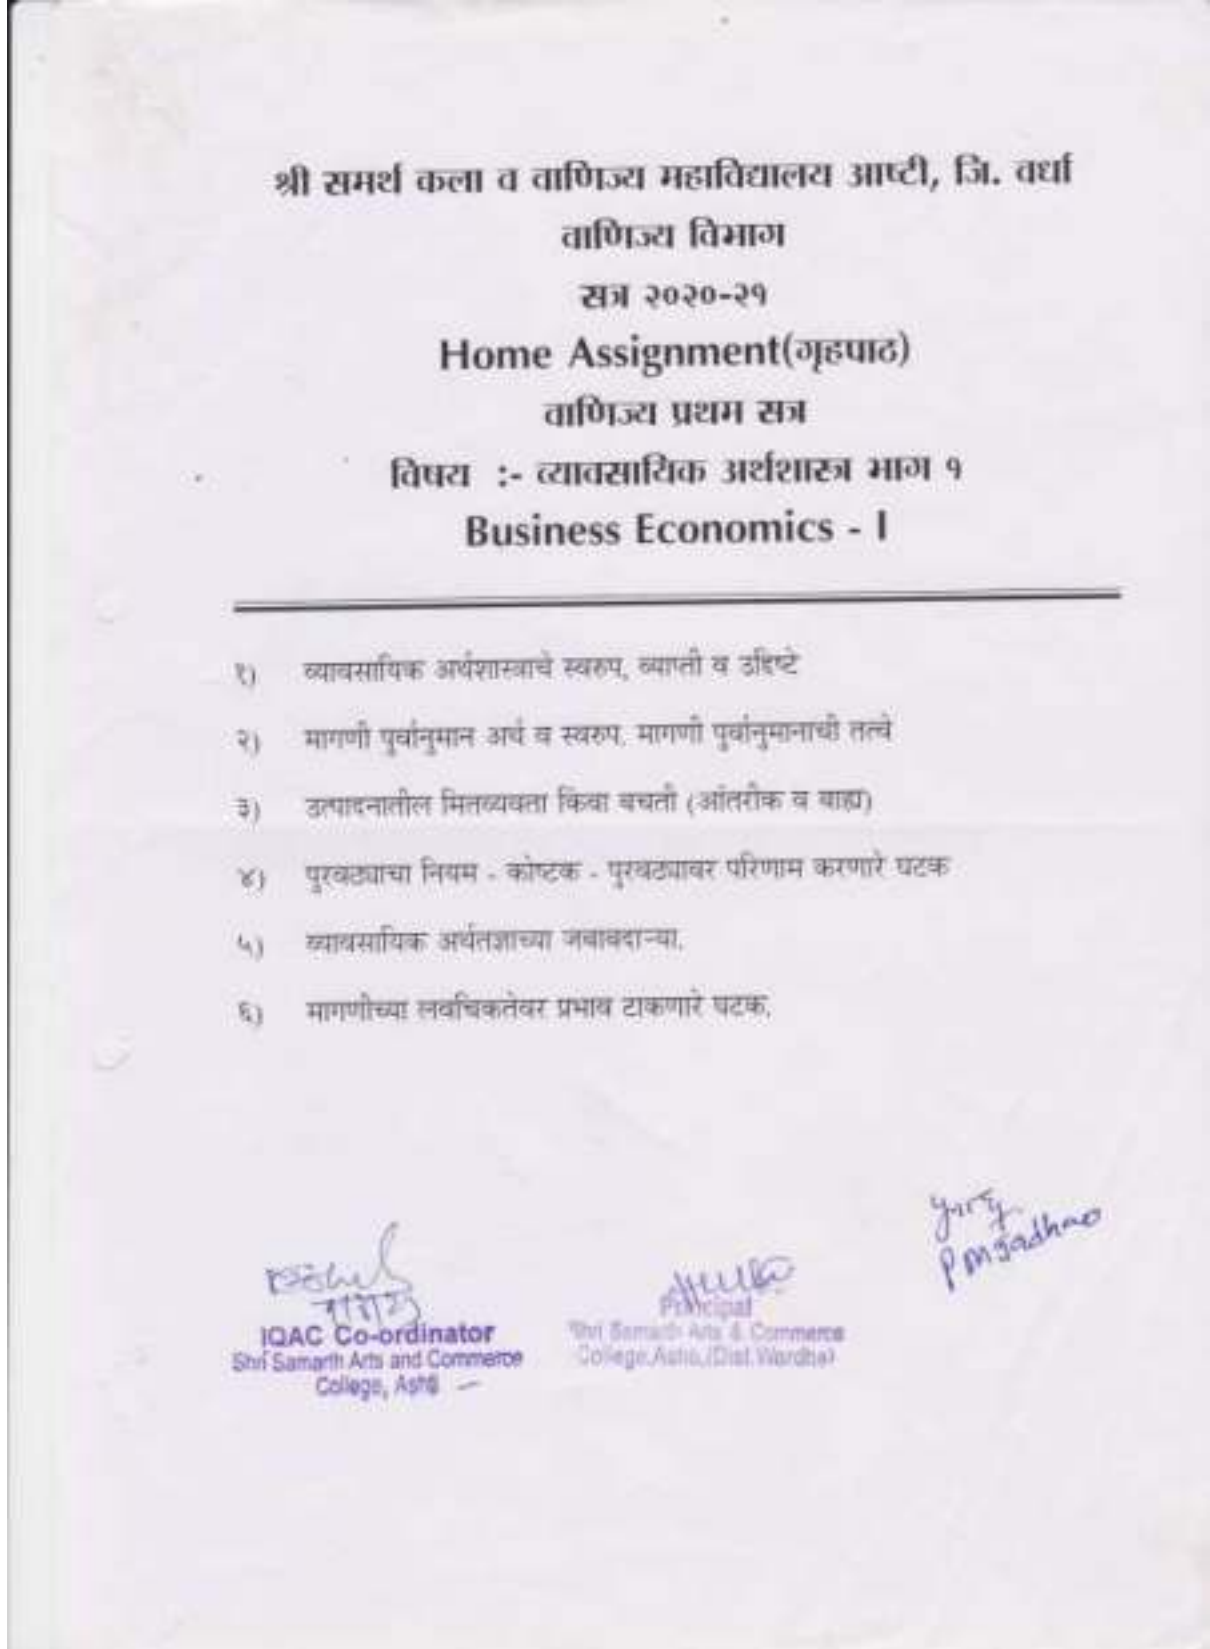 श्री समर्थ कला व वाणिज्य महाविद्यालय आष्टी, जि. वर्धा
वाणिज्य विभाग
सत्र २०२०-२१
Home Assignment(गृहपाठ)
वाणिज्य प्रथम सत्र
विषय :- व्यावसायिक अर्थशास्त्र भाग १
Business Economics - I
१) व्यावसायिक अर्थशास्त्राचे स्वरुप, व्याप्ती व उद्दिष्टे
२) मागणी पुर्वानुमान अर्थ व स्वरुप, मागणी पुर्वानुमानाची तत्वे
३) उत्पादनातील मितव्ययता किंवा बचती (आंतरीक व बाह्य)
४) पुरवठ्याचा नियम - कोष्टक - पुरवठ्यावर परिणाम करणारे घटक
५) व्यावसायिक अर्थतज्ञाच्या जबाबदाऱ्या.
६) मागणीच्या लवचिकतेवर प्रभाव टाकणारे घटक.
P M Jadhao
IQAC Co-ordinator
Shri Samarth Arts and Commerce
College, Ashti
Principal
Shri Samarth Arts & Commerce
College, Ashti, (Dist. Wardha)